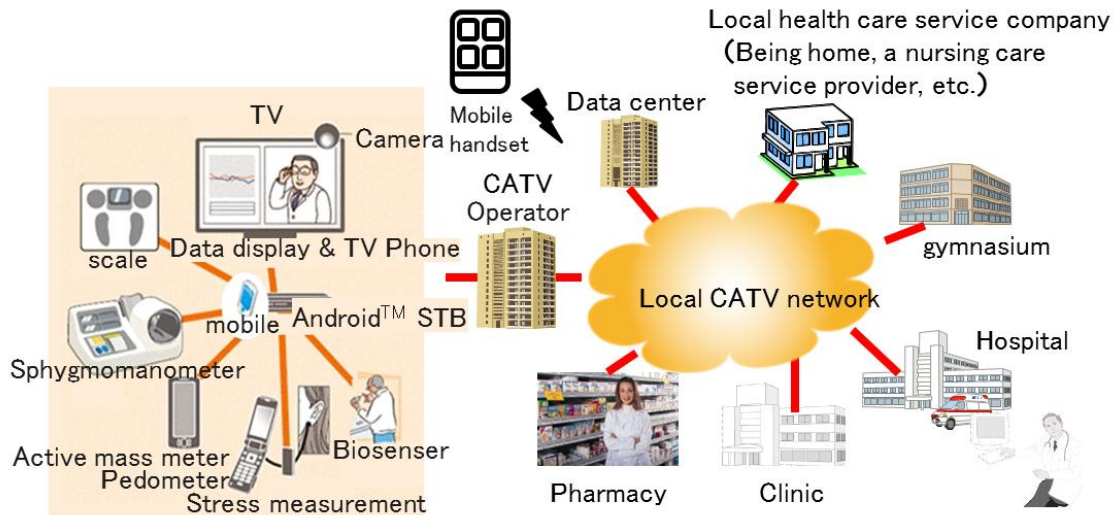 Local health care service company
(Being home, a nursing care
service provider, etc.)
Mobile
handset
Data center
TV
Camera
CATV
Operator
gymnasium
scale
Data display & TV Phone
mobile
Android™ STB
Local CATV network
Hospital
Sphygmomanometer
Biosenser
Active mass meter
Pedometer
Stress measurement
Pharmacy
Clinic